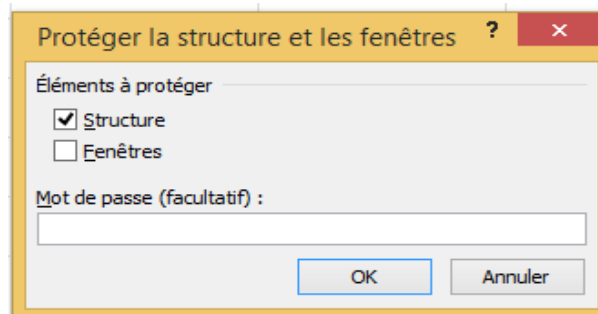 Protéger la structure et les fenêtres ? ×
Éléments à protéger
Structure
Fenêtres
Mot de passe (facultatif) :
OK Annuler